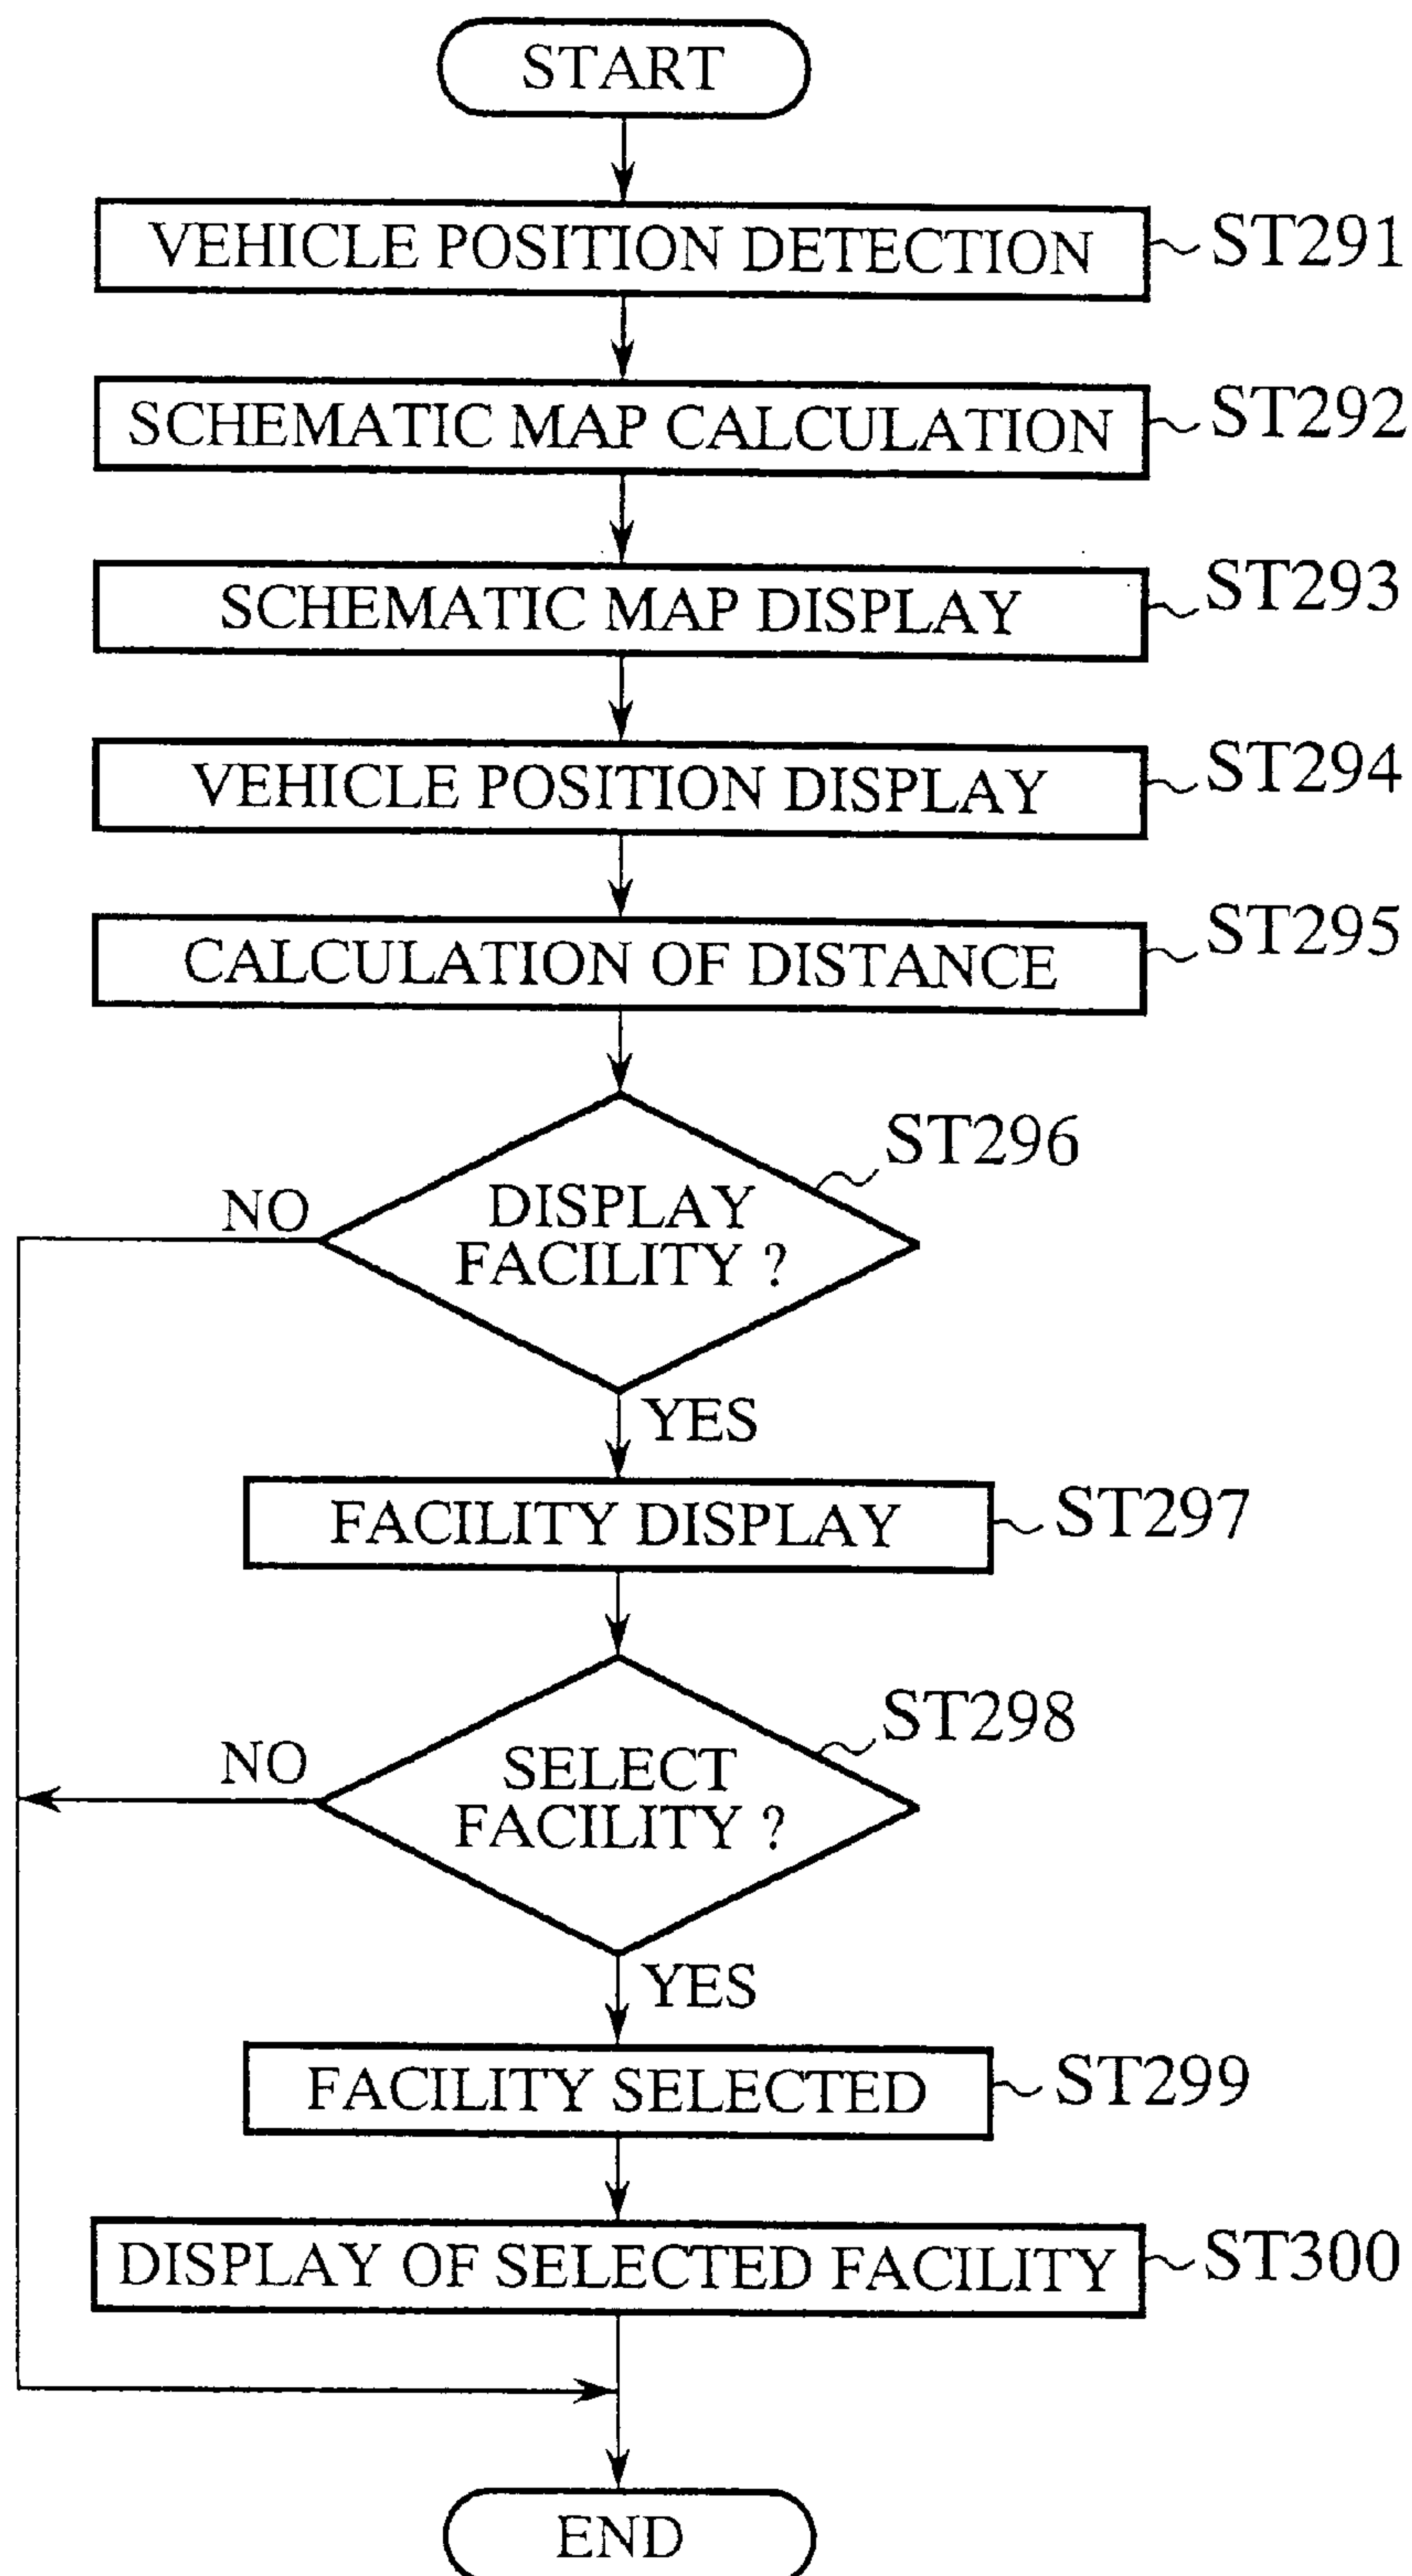 START
VEHICLE POSITION DETECTION
ST291
SCHEMATIC MAP CALCULATION
ST292
SCHEMATIC MAP DISPLAY
ST293
VEHICLE POSITION DISPLAY
ST294
CALCULATION OF DISTANCE
ST295
ST296
DISPLAY
FACILITY ?
NO
YES
FACILITY DISPLAY
ST297
ST298
SELECT
FACILITY ?
NO
YES
FACILITY SELECTED
ST299
DISPLAY OF SELECTED FACILITY
ST300
END